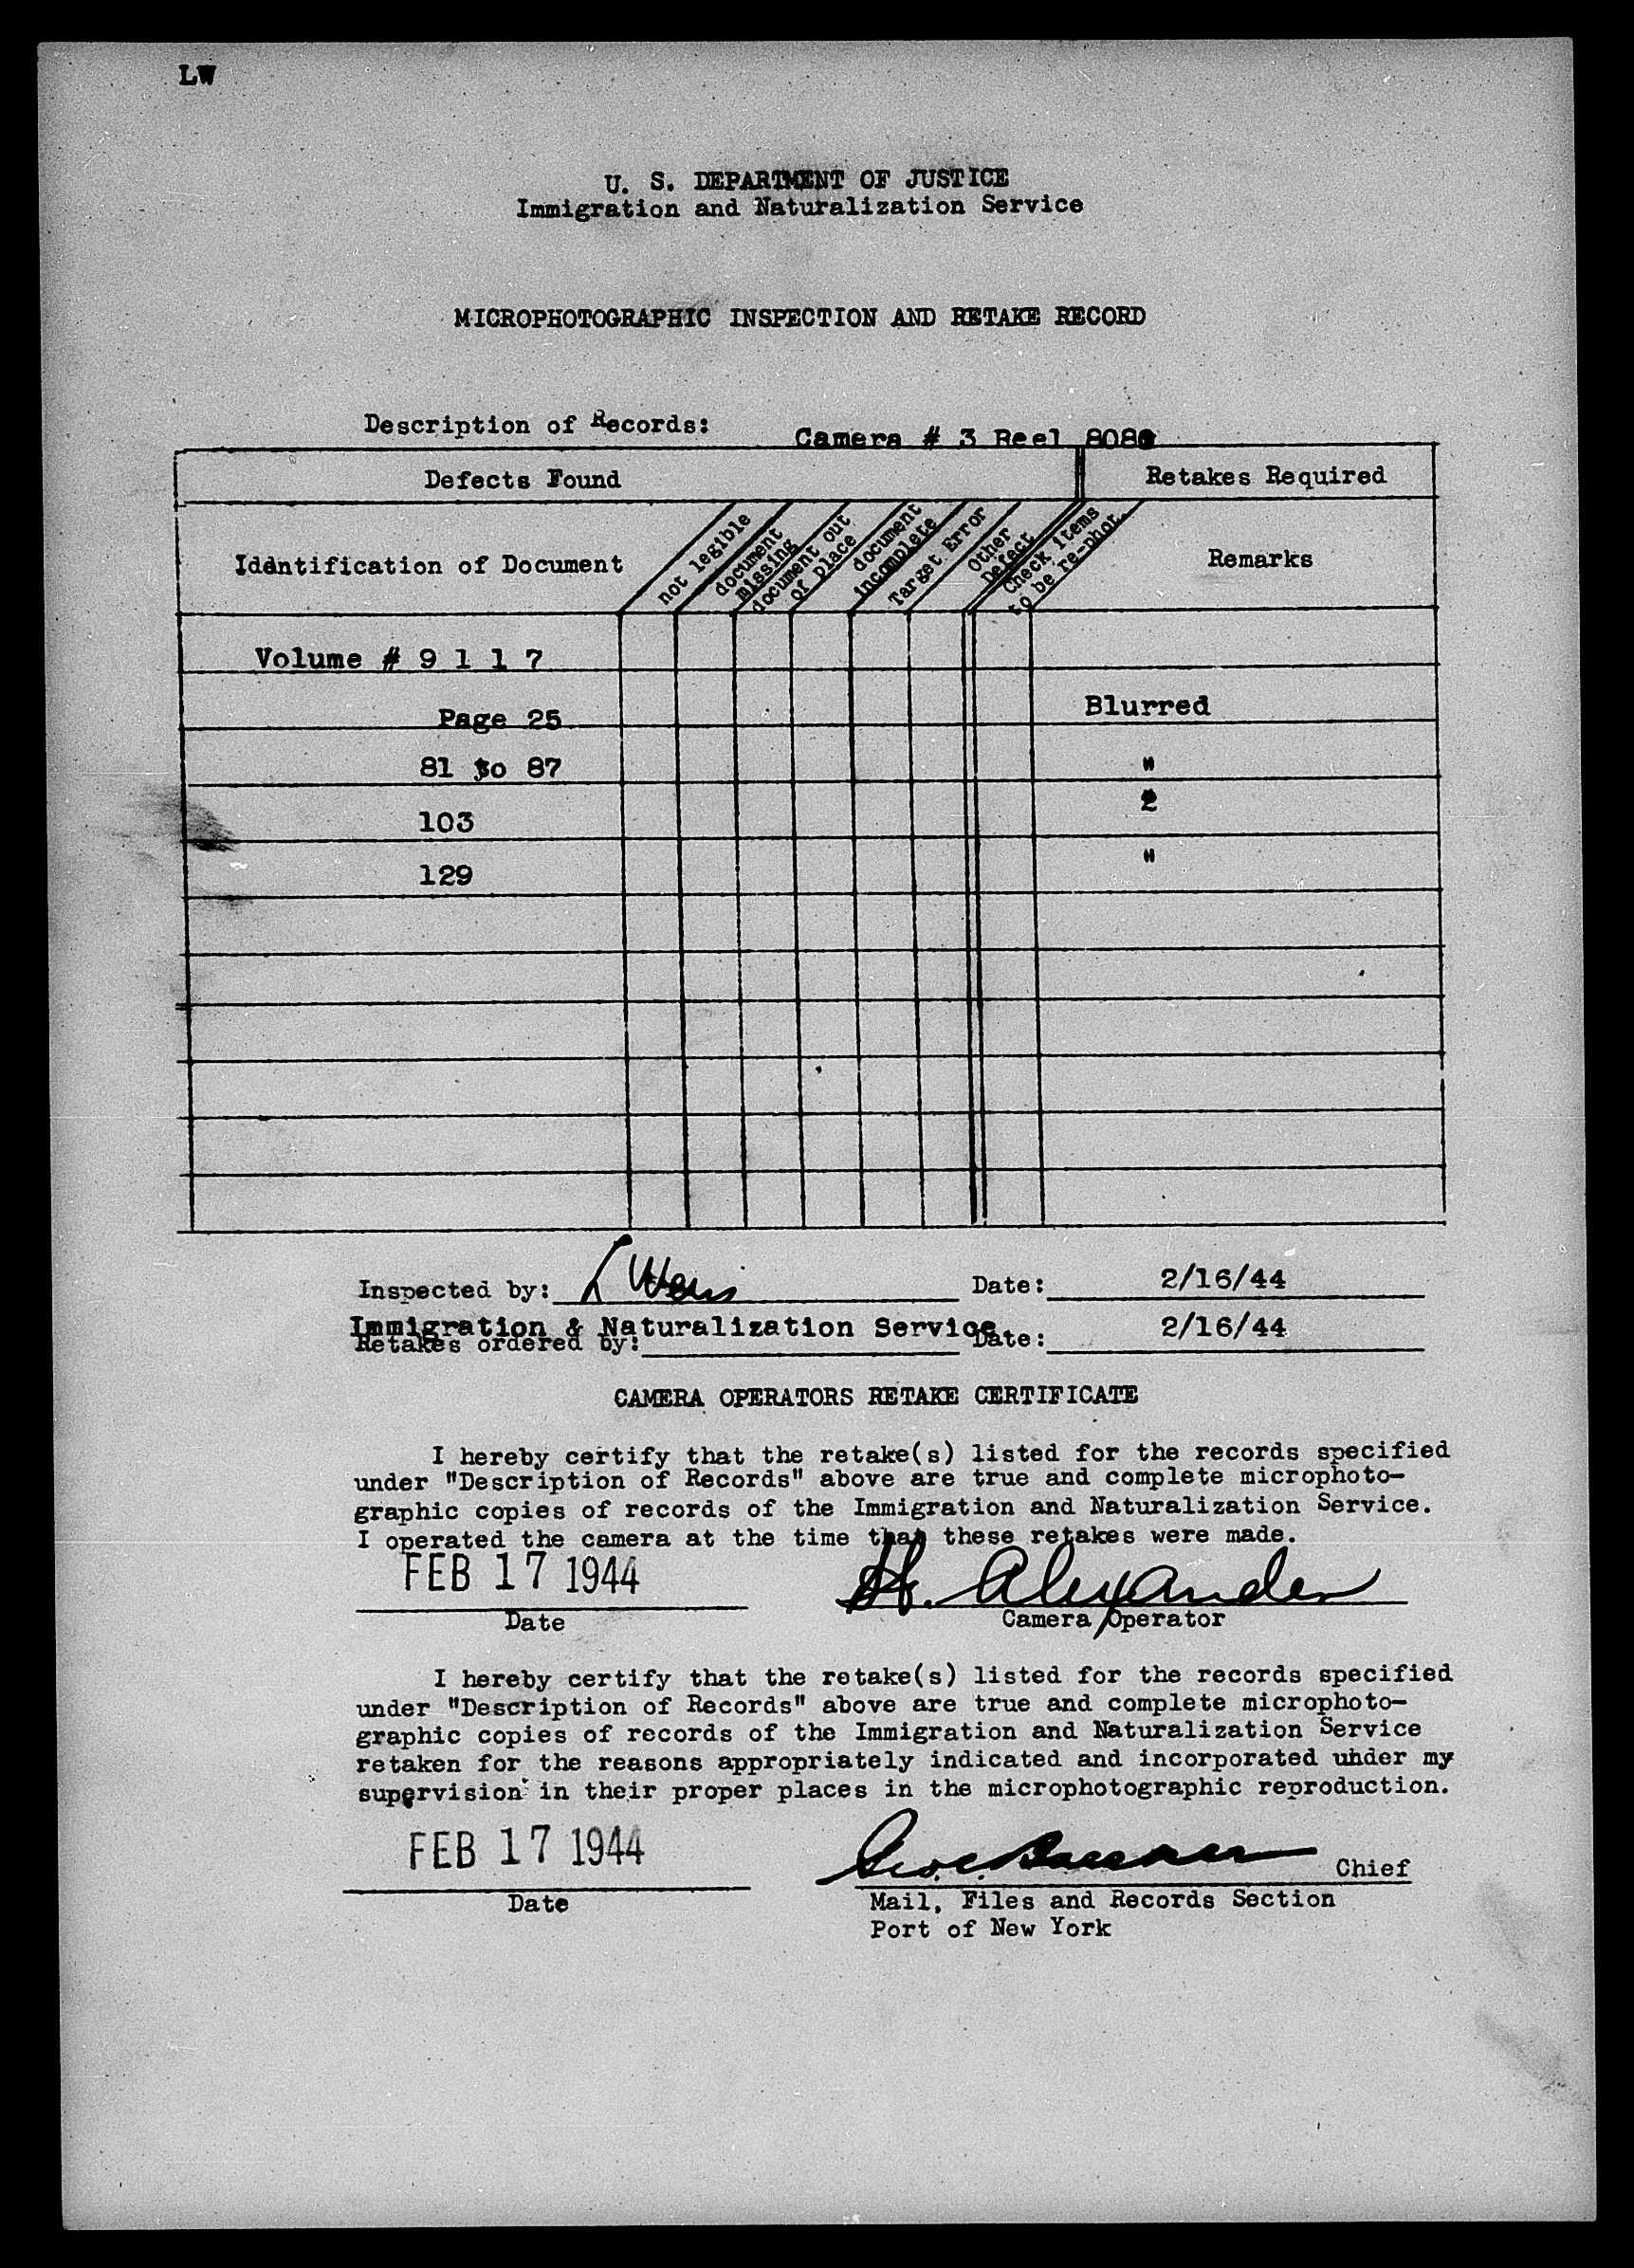 LW
U. S. DEPARTMENT OF JUSTICE
Immigration and Naturalization Service
MICROPHOTOGRAPHIC INSPECTION AND RETAKE RECORD
Description of Records: Camera # 3 Reel
Defects Found Retakes Required
Iddntification of Document
not legible
document missing
document out of place
document incomplete
Target Error
Other Defect
Check items to be re-phot.
Remarks
Volume # 9 1 1 7
Page 25 Blurred
81 to 87 "
103
129 "
Inspected by: L Weis Date: 2/16/44
Immigration & Naturalization Service 2/16/44
Retakes ordered by: Date:
CAMERA OPERATORS RETAKE CERTIFICATE
I hereby certify that the retake(s) listed for the records specified
under "Description of Records" above are true and complete microphoto-
graphic copies of records of the Immigration and Naturalization Service.
I operated the camera at the time that these retakes were made.
FEB 17 1944 H. Alexander
Date Camera Operator
I hereby certify that the retake(s) listed for the records specified
under "Description of Records" above are true and complete microphoto-
graphic copies of records of the Immigration and Naturalization Service
retaken for the reasons appropriately indicated and incorporated under my
supervision in their proper places in the microphotographic reproduction.
FEB 17 1944 Chief
Date Mail, Files and Records Section
Port of New York